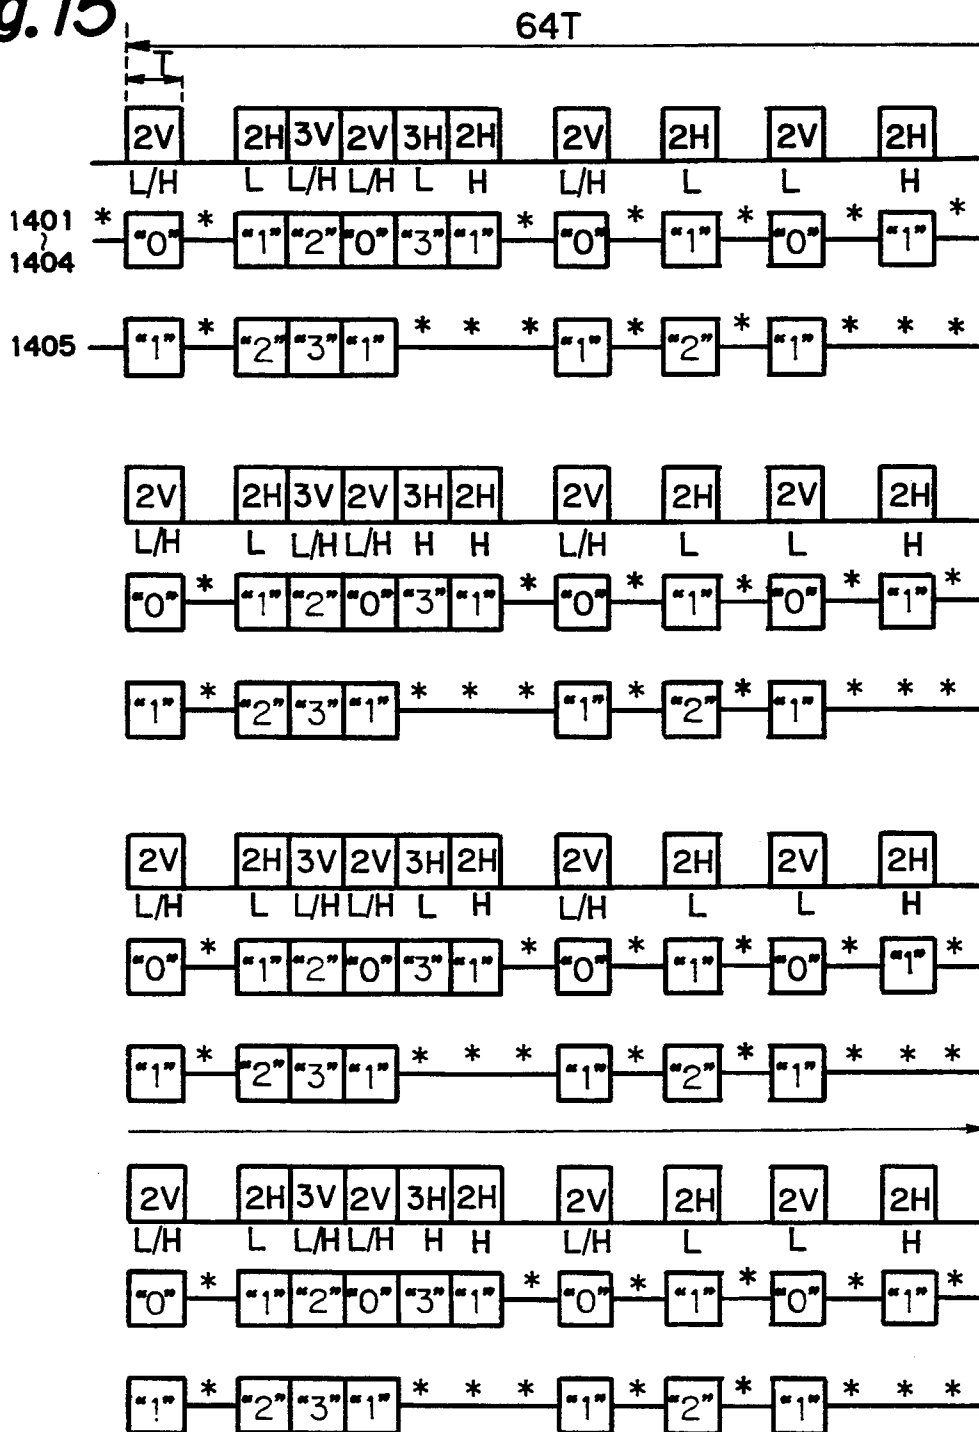 g. 15
64T
T
2V 2H 3V 2V 3H 2H 2V 2H 2V 2H
L/H L L/H L/H L H L/H L L H
1401 ~ 1404 * "0" * "1" "2" "0" "3" "1" * "0" * "1" * "0" * "1" *
1405 "1" * "2" "3" "1" * * * "1" * "2" * "1" * * *
2V 2H 3V 2V 3H 2H 2V 2H 2V 2H
L/H L L/H L/H H H L/H L L H
"0" * "1" "2" "0" "3" "1" * "0" * "1" * "0" * "1" *
"1" * "2" "3" "1" * * * "1" * "2" * "1" * * *
2V 2H 3V 2V 3H 2H 2V 2H 2V 2H
L/H L L/H L/H L H L/H L L H
"0" * "1" "2" "0" "3" "1" * "0" * "1" * "0" * "1" *
"1" * "2" "3" "1" * * * "1" * "2" * "1" * * *
2V 2H 3V 2V 3H 2H 2V 2H 2V 2H
L/H L L/H L/H H H L/H L L H
"0" * "1" "2" "0" "3" "1" * "0" * "1" * "0" * "1" *
"1" * "2" "3" "1" * * * "1" * "2" * "1" * * *